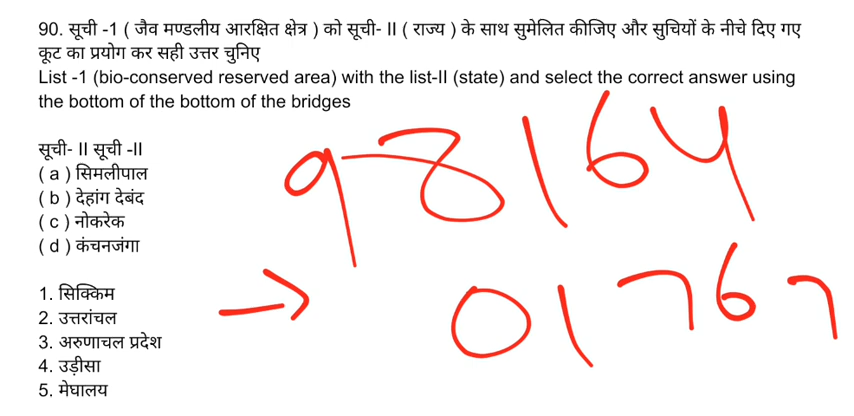 90. सूची -1 ( जैव मण्डलीय आरक्षित क्षेत्र ) को सूची- II ( राज्य ) के साथ सुमेलित कीजिए और सुचियों के नीचे दिए गए
कूट का प्रयोग कर सही उत्तर चुनिए
List -1 (bio-conserved reserved area) with the list-II (state) and select the correct answer using
the bottom of the bottom of the bridges
सूची- II सूची -II
( a ) सिमलीपाल
( b ) देहांग देबंद
( c ) नोकरेक
( d ) कंचनजंगा
98164
1. सिक्किम
2. उत्तरांचल
3. अरुणाचल प्रदेश
4. उड़ीसा
5. मेघालय
→ 01767